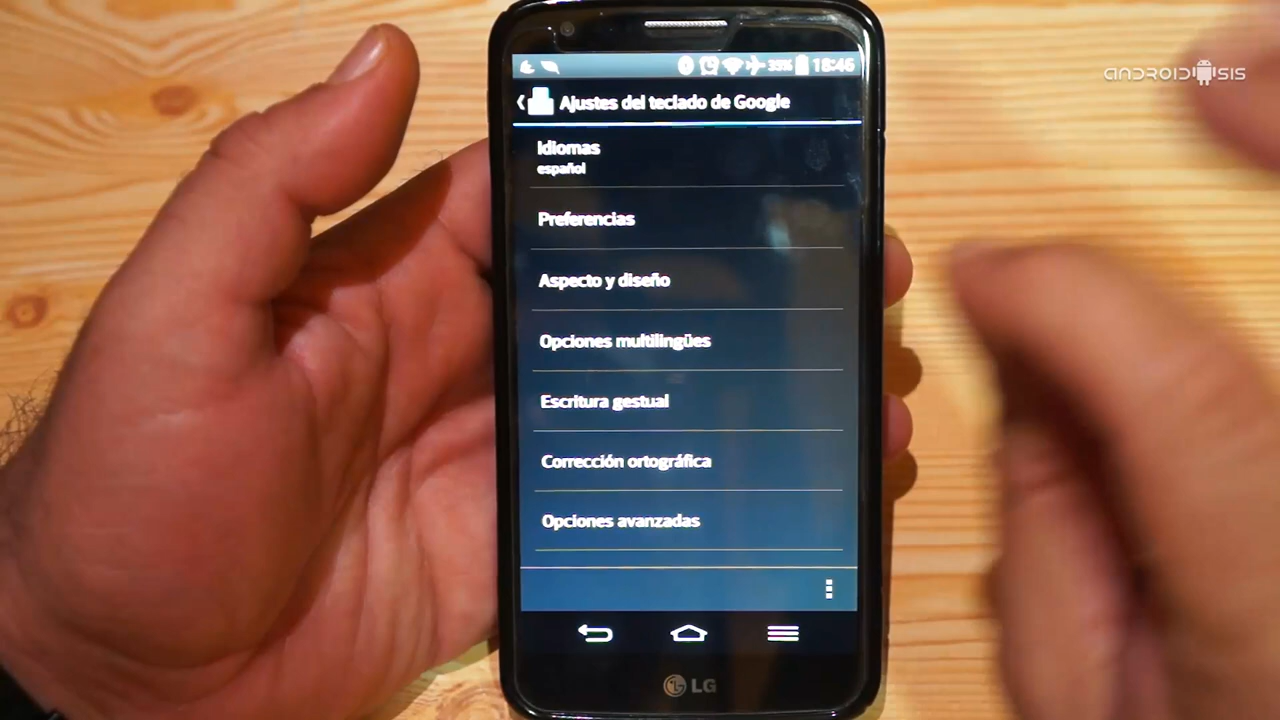 ANDROIDSIS
39% 18:46
Ajustes del teclado de Google
Idiomas
español
Preferencias
Aspecto y diseño
Opciones multilingües
Escritura gestual
Corrección ortográfica
Opciones avanzadas
LG